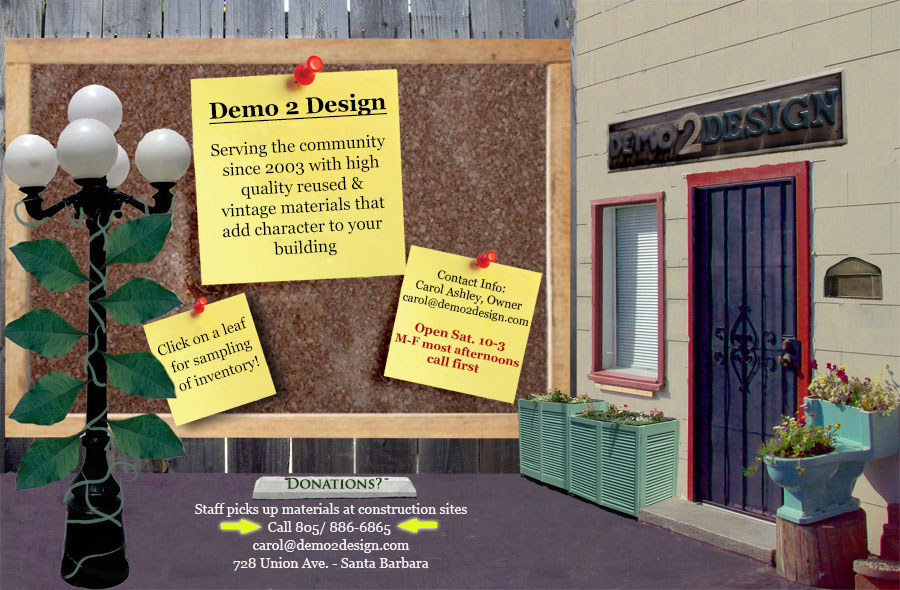 Demo 2 Design
Serving the community
since 2003 with high
quality reused &
vintage materials that
add character to your
building
Contact Info:
Carol Ashley, Owner
carol@demo2design.com
Open Sat. 10-3
M-F most afternoons
call first
Click on a leaf
for sampling
of inventory!
DEMO2DESIGN
"DONATIONS?"
Staff picks up materials at construction sites
Call 805/ 886-6865
carol@demo2design.com
728 Union Ave. - Santa Barbara